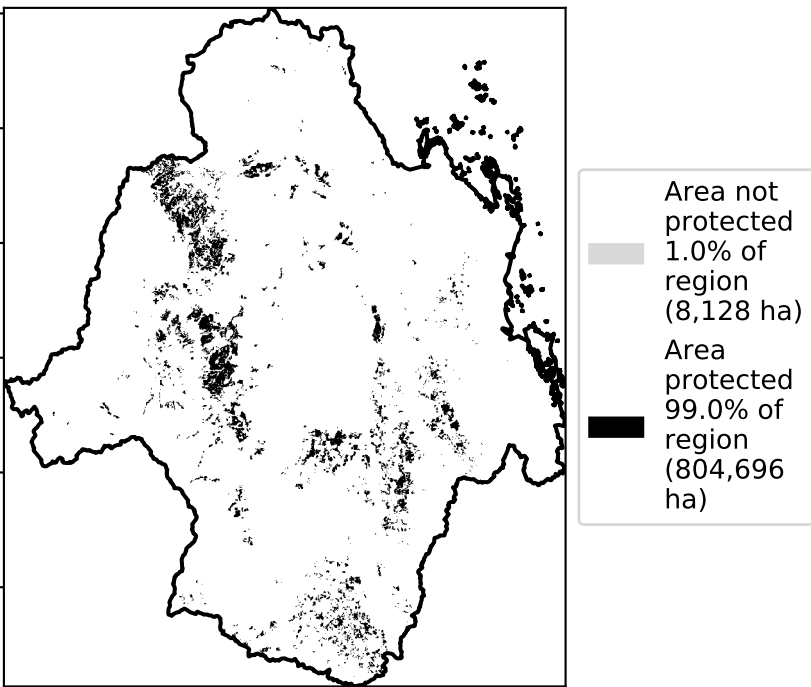 Area not
protected
1.0% of
region
(8,128 ha)
Area
protected
99.0% of
region
(804,696
ha)